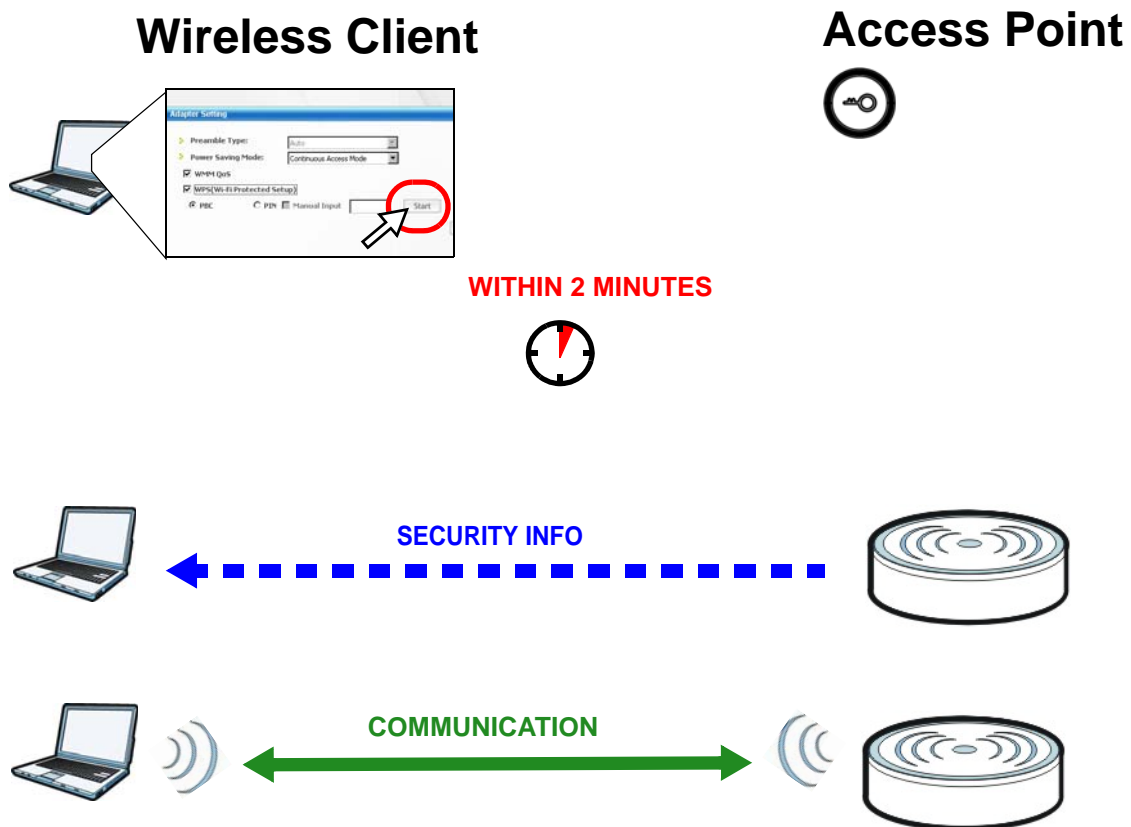 Wireless Client
Access Point
Adapter Setting
Preamble Type:
Auto
Power Saving Mode:
Continuous Access Mode
WMM QoS
WPS(Wi-Fi Protected Setup)
PBC
PIN
Manual Input
Start
WITHIN 2 MINUTES
SECURITY INFO
COMMUNICATION